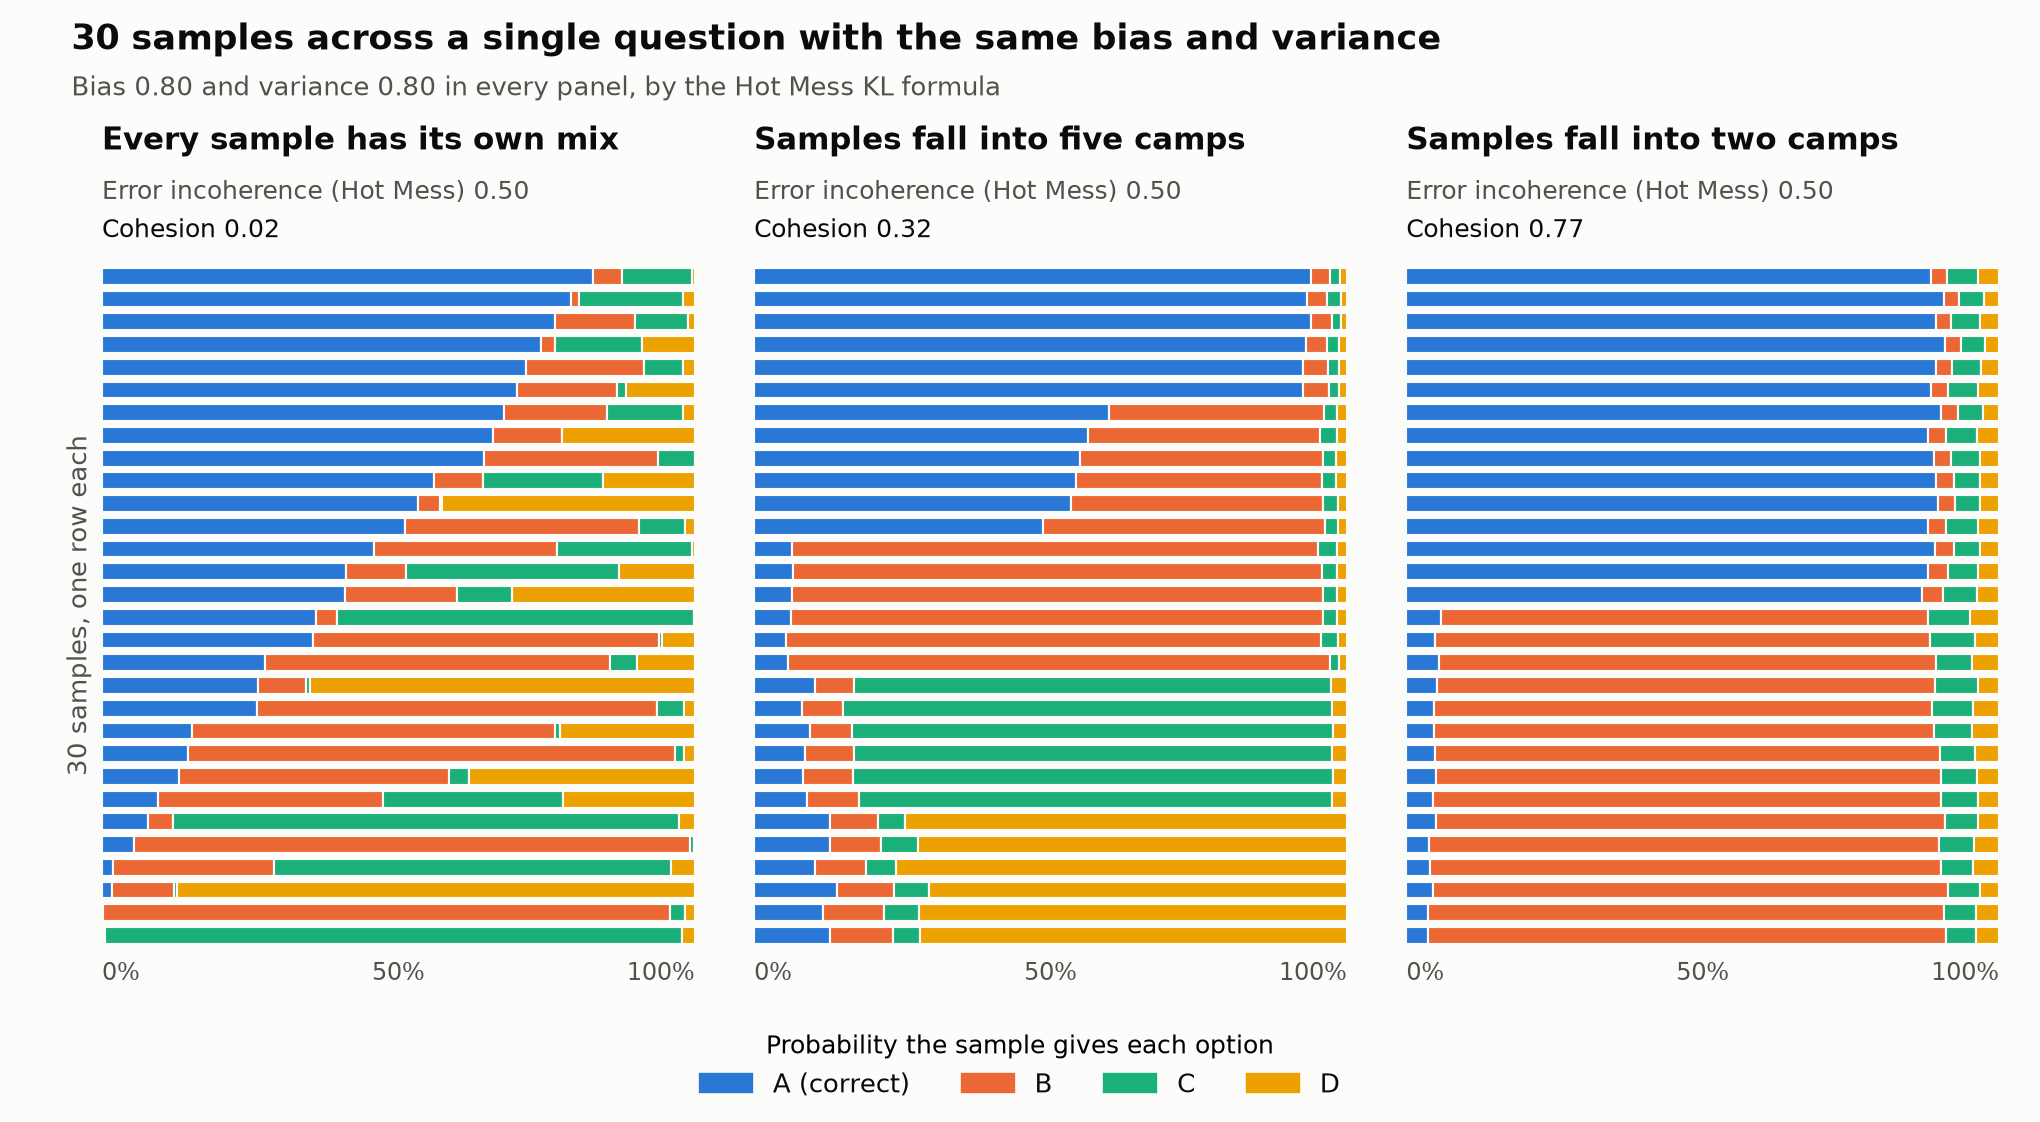 30 samples across a single question with the same bias and variance
Bias 0.80 and variance 0.80 in every panel, by the Hot Mess KL formula
Every sample has its own mix
Error incoherence (Hot Mess) 0.50
Cohesion 0.02
Samples fall into five camps
Error incoherence (Hot Mess) 0.50
Cohesion 0.32
Samples fall into two camps
Error incoherence (Hot Mess) 0.50
Cohesion 0.77
30 samples, one row each
0% 50% 100%
0% 50% 100%
0% 50% 100%
Probability the sample gives each option
A (correct) B C D